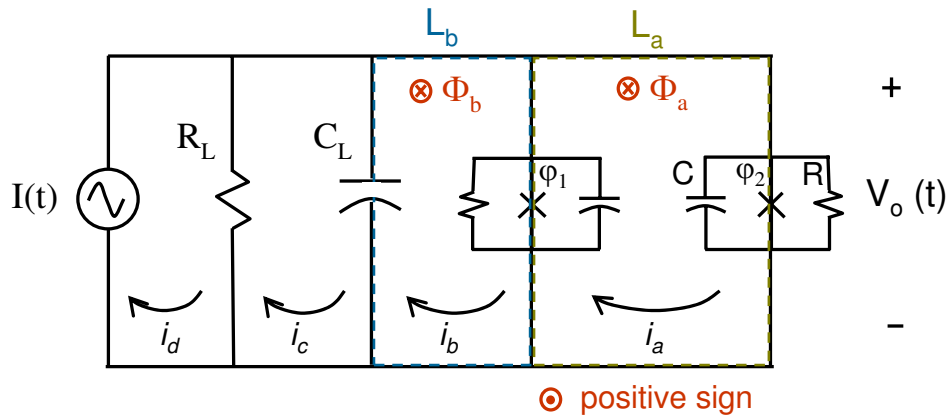 L_b L_a
⊗ Φ_b ⊗ Φ_a +
R_L C_L
φ_1 C φ_2 R
I(t) V_o (t)
i_d i_c i_b i_a −
⊙ positive sign